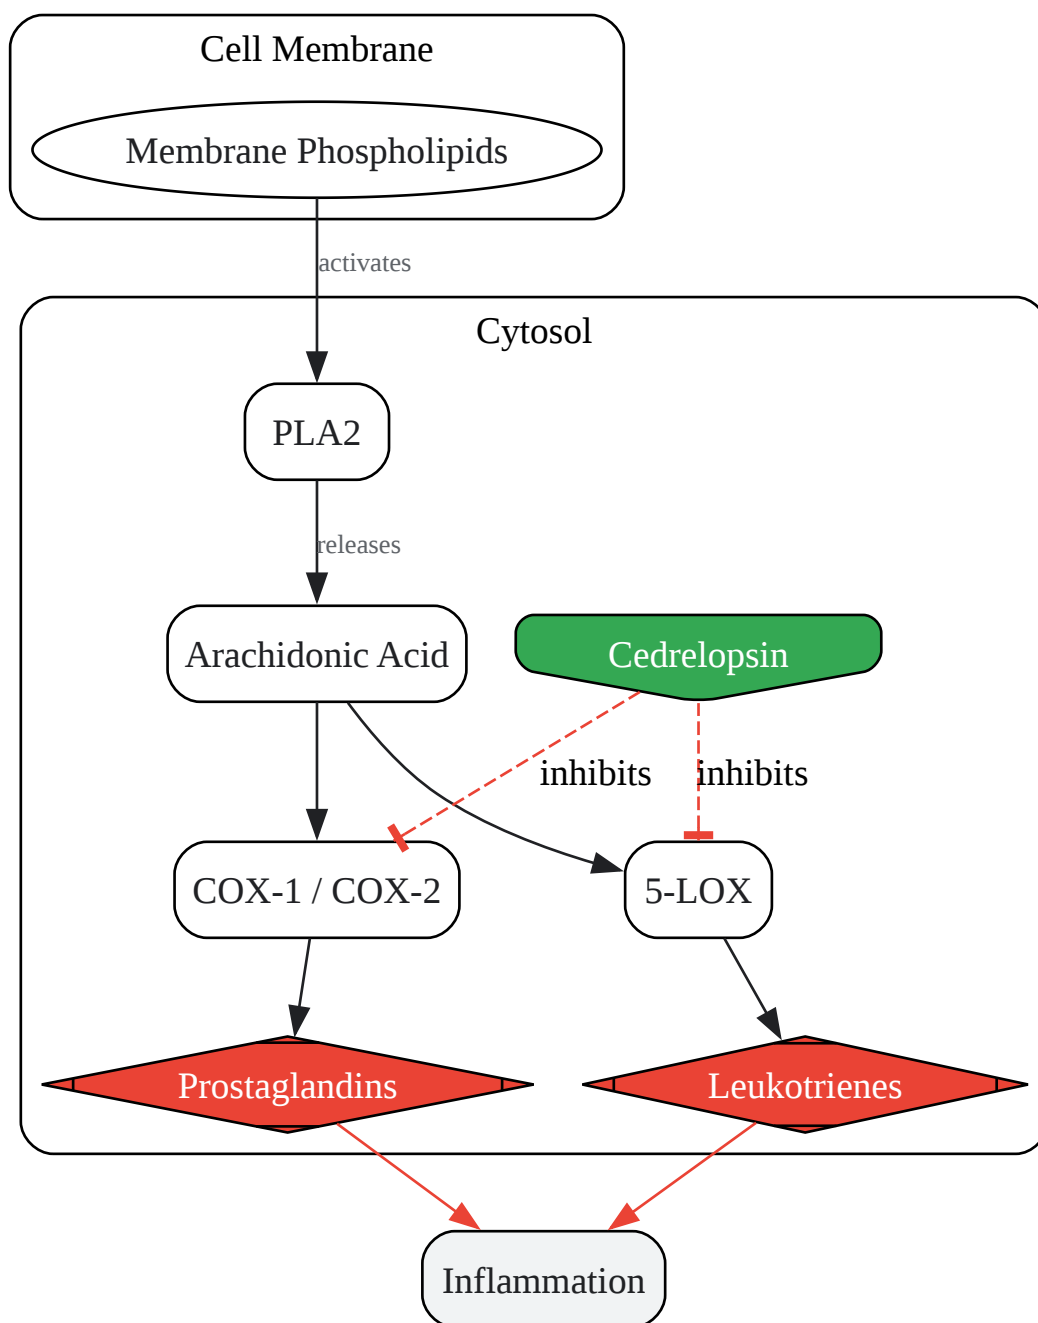 Cell Membrane
Membrane Phospholipids
activates
Cytosol
PLA2
releases
Arachidonic Acid
Cedrelopsin
inhibits
inhibits
COX-1 / COX-2
5-LOX
Prostaglandins
Leukotrienes
Inflammation